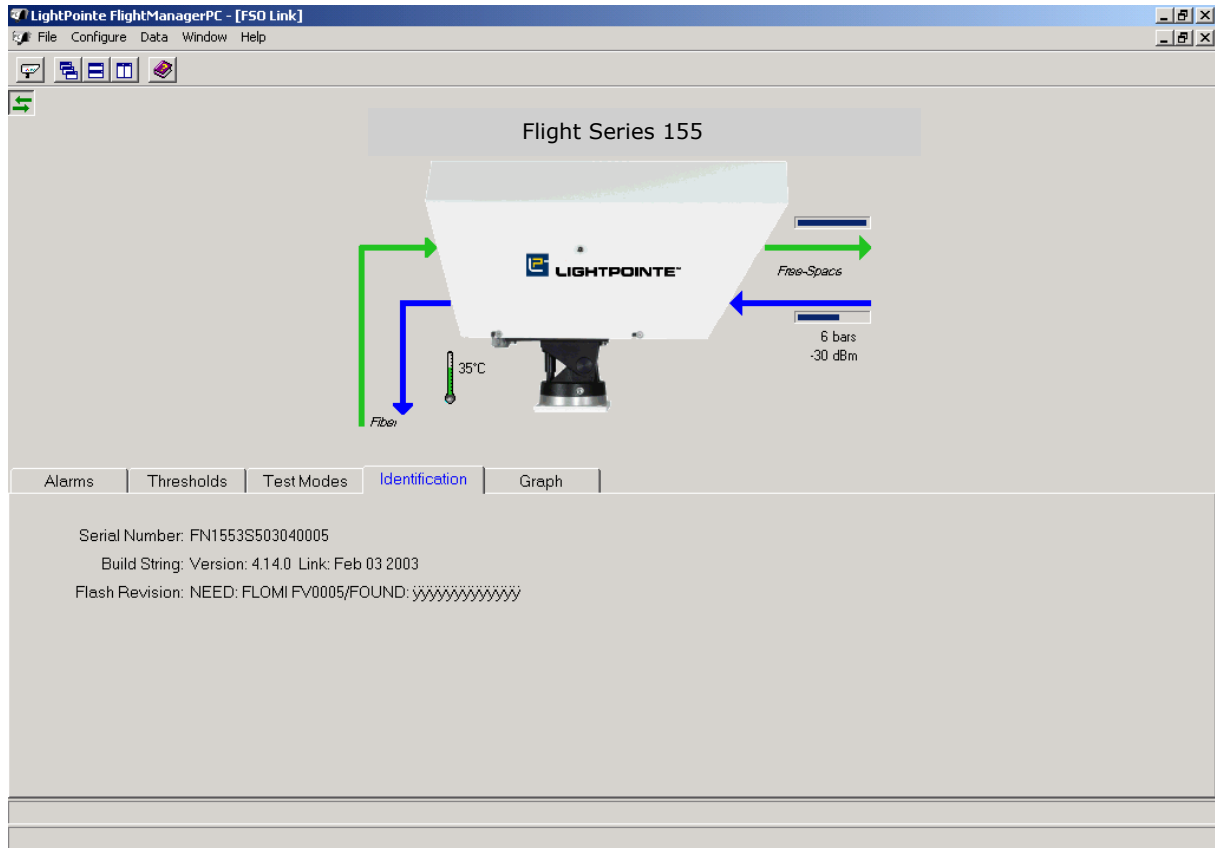 LightPointe FlightManagerPC - [FSO Link]
File Configure Data Window Help
Flight Series 155
LIGHTPOINTE
Free-Space
6 bars
-30 dBm
35°C
Fiber
Alarms Thresholds Test Modes Identification Graph
Serial Number: FN1553S503040005
Build String: Version: 4.14.0 Link: Feb 03 2003
Flash Revision: NEED: FLOMI FV0005/FOUND: ÿÿÿÿÿÿÿÿÿÿÿÿÿ